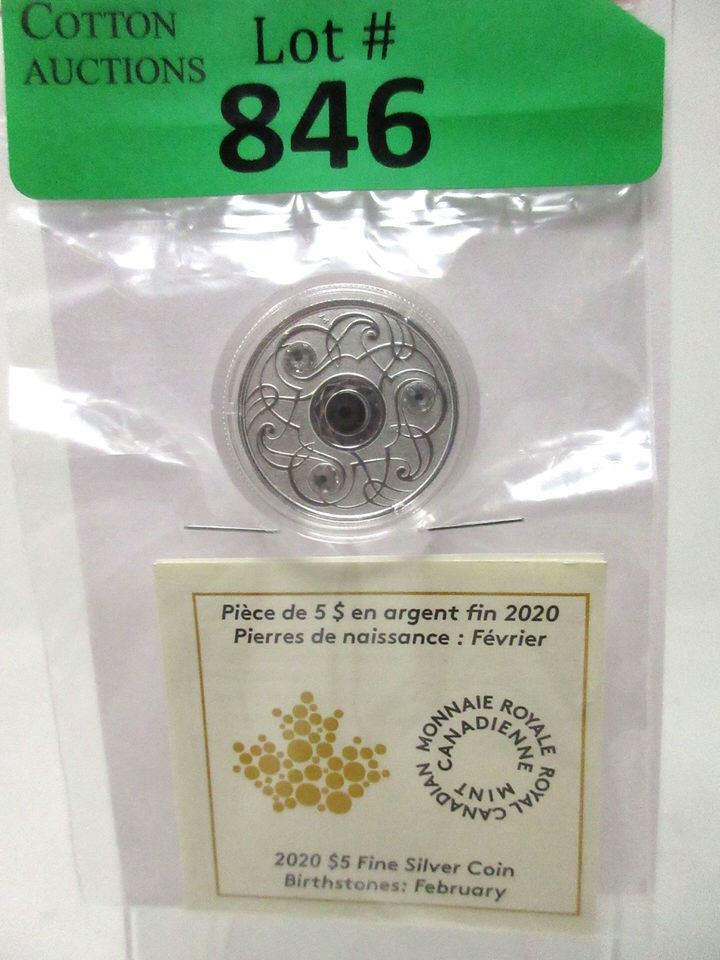 COTTON
AUCTIONS
Lot #
846
Pièce de 5 $ en argent fin 2020
Pierres de naissance : Février
MONNAIE ROYALE CANADIENNE
ROYAL CANADIAN MINT
2020 $5 Fine Silver Coin
Birthstones: February